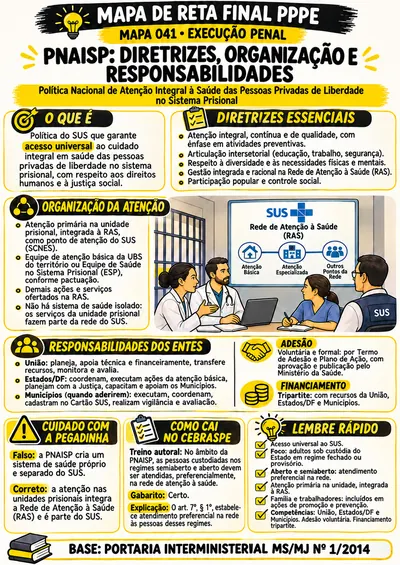 MAPA DE RETA FINAL PPPE
MAPA 041 • EXECUÇÃO PENAL
PNAISP: DIRETRIZES, ORGANIZAÇÃO E
RESPONSABILIDADES
Política Nacional de Atenção Integral à Saúde das Pessoas Privadas de Liberdade
no Sistema Prisional
O QUE É
Política do SUS que garante
acesso universal ao cuidado
integral em saúde das pessoas
privadas de liberdade no sistema
prisional, com respeito aos direitos
humanos e à justiça social.
DIRETRIZES ESSENCIAIS
Atenção integral, contínua e de qualidade, com
ênfase em atividades preventivas.
Articulação intersetorial (educação, trabalho, segurança).
Respeito à diversidade e às necessidades físicas e mentais.
Gestão integrada e racional na Rede de Atenção à Saúde (RAS).
Participação popular e controle social.
ORGANIZAÇÃO DA ATENÇÃO
Atenção primária na unidade
prisional, integrada à RAS,
como ponto de atenção do SUS
(SCNES).
Equipe de atenção básica da UBS
do território ou Equipe de Saúde
no Sistema Prisional (ESP),
conforme pactuação.
Demais ações e serviços
ofertados na RAS.
Não há sistema de saúde isolado:
os serviços da unidade prisional
fazem parte da rede do SUS.
SUS
Rede de Atenção à Saúde
(RAS)
Atenção
Básica
Atenção
Especializada
Outros
Pontos da
Rede
SUS
RESPONSABILIDADES DOS ENTES
União: planeja, apoia técnica e financeiramente, transfere
recursos, monitora e avalia.
Estados/DF: coordenam, executam ações da atenção básica,
planejam com a Justiça, capacitam e apoiam os Municípios.
Municípios (quando aderirem): executam, coordenam,
cadastram no Cartão SUS, realizam vigilância e avaliação.
ADESÃO
Voluntária e formal: por Termo
de Adesão e Plano de Ação, com
aprovação e publicação pelo
Ministério da Saúde.
FINANCIAMENTO
Tripartite: com recursos da União,
Estados/DF e Municípios.
CUIDADO COM
A PEGADINHA
Falso: a PNAISP cria um
sistema de saúde próprio
e separado do SUS.
Correto: a atenção nas
unidades prisionais integra
a Rede de Atenção à Saúde
(RAS) e é parte do SUS.
COMO CAI
NO CEBRASPE
Treino autoral: No âmbito da
PNAISP, as pessoas custodiadas nos
regimes semiaberto e aberto devem
ser atendidas, preferencialmente,
na rede de atenção à saúde.
Gabarito: Certo.
Explicação: O art. 7º, § 1º, estabele-
ce atendimento preferencial na rede
às pessoas desses regimes.
LEMBRE RÁPIDO
Acesso universal ao SUS.
Foco: adultos sob custódia do
Estado em regime fechado ou
provisório.
Aberto e semiaberto: atendimento
preferencial na rede.
Atenção primária na unidade, integrada
à RAS.
Família e trabalhadores: incluídos em
ações de promoção e prevenção.
Competências: União, Estados/DF e
Municípios. Adesão voluntária. Financiamento
tripartite.
BASE: PORTARIA INTERMINISTERIAL MS/MJ Nº 1/2014